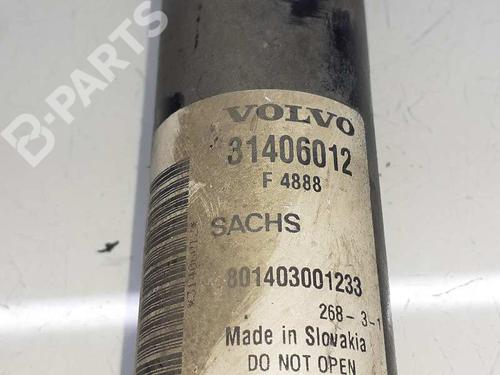 B-PARTS
VOLVO
31406012
F 4888
SACHS
801403001233
268-3-1
Made in Slovakia
DO NOT OPEN